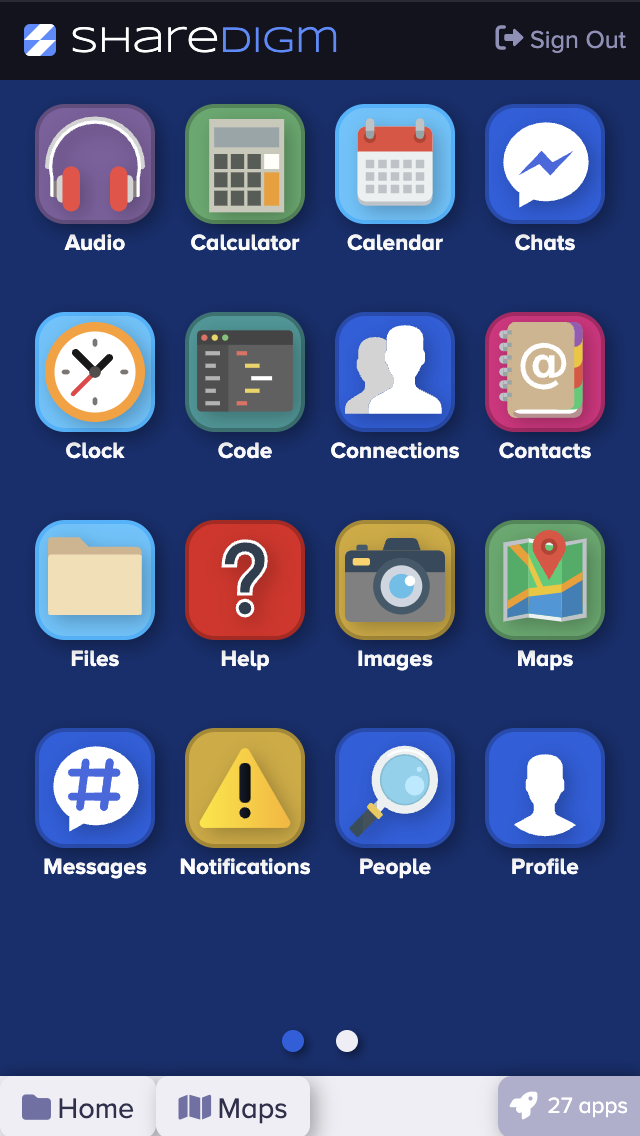 SHAREDIGM
Sign Out
Audio
Calculator
Calendar
Chats
Clock
Code
Connections
@
Contacts
Files
?
Help
Images
Maps
#
Messages
!
Notifications
People
Profile
Home
Maps
27 apps